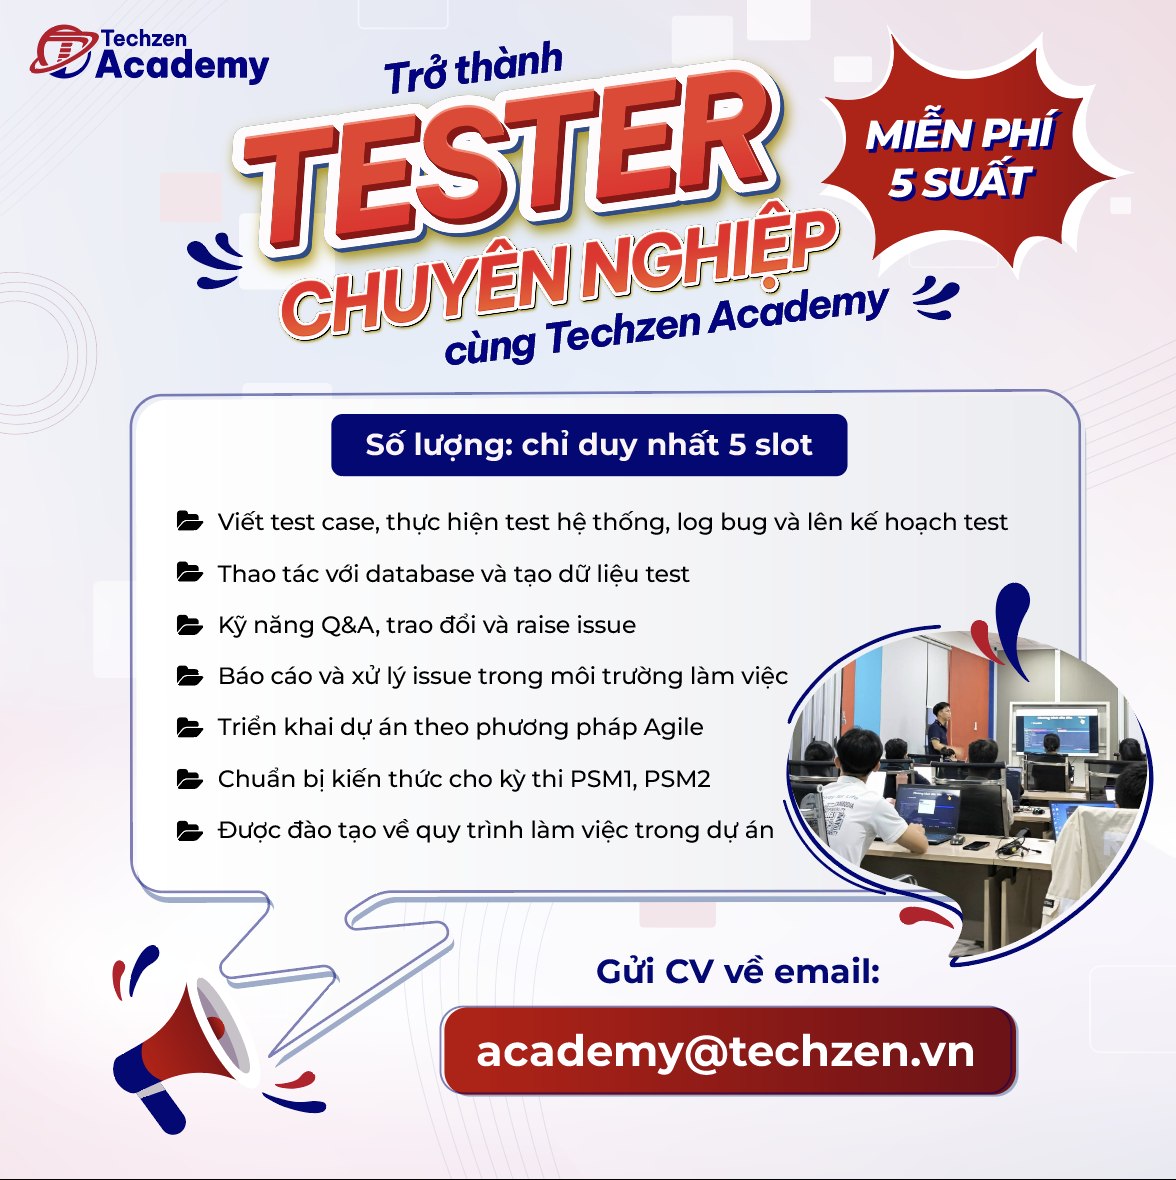 Techzen
Academy
Trở thành
TESTER
CHUYÊN NGHIỆP
cùng Techzen Academy
MIỄN PHÍ
5 SUẤT
Số lượng: chỉ duy nhất 5 slot
Viết test case, thực hiện test hệ thống, log bug và lên kế hoạch test
Thao tác với database và tạo dữ liệu test
Kỹ năng Q&A, trao đổi và raise issue
Báo cáo và xử lý issue trong môi trường làm việc
Triển khai dự án theo phương pháp Agile
Chuẩn bị kiến thức cho kỳ thi PSM1, PSM2
Được đào tạo về quy trình làm việc trong dự án
Gửi CV về email:
academy@techzen.vn